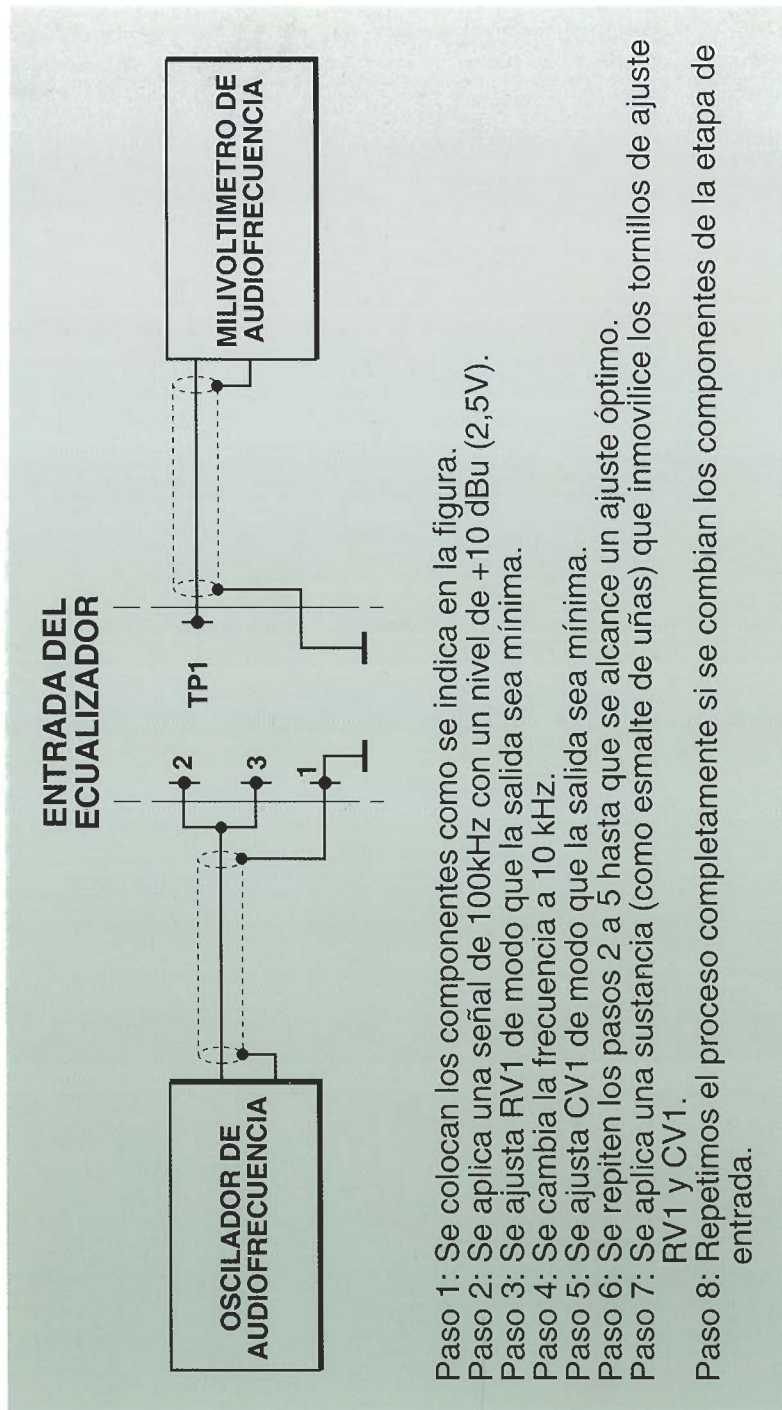 ENTRADA DEL
ECUALIZADOR
OSCILADOR DE
AUDIOFRECUENCIA
2
3
1
TP1
MILIVOLTIMETRO DE
AUDIOFRECUENCIA
Paso 1: Se colocan los componentes como se indica en la figura.
Paso 2: Se aplica una señal de 100kHz con un nivel de +10 dBu (2,5V).
Paso 3: Se ajusta RV1 de modo que la salida sea mínima.
Paso 4: Se cambia la frecuencia a 10 kHz.
Paso 5: Se ajusta CV1 de modo que la salida sea mínima.
Paso 6: Se repiten los pasos 2 a 5 hasta que se alcance un ajuste óptimo.
Paso 7: Se aplica una sustancia (como esmalte de uñas) que inmovilice los tornillos de ajuste
RV1 y CV1.
Paso 8: Repetimos el proceso completamente si se combian los componentes de la etapa de
entrada.